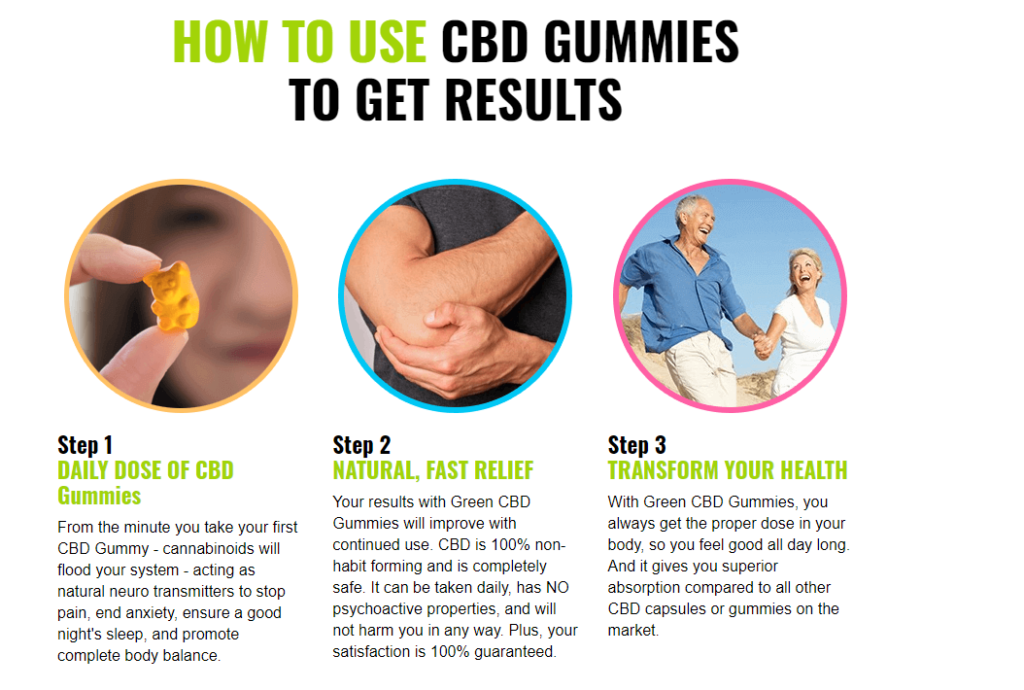 HOW TO USE CBD GUMMIES
TO GET RESULTS
Step 1
DAILY DOSE OF CBD
Gummies
From the minute you take your first
CBD Gummy - cannabinoids will
flood your system - acting as
natural neuro transmitters to stop
pain, end anxiety, ensure a good
night's sleep, and promote
complete body balance.
Step 2
NATURAL, FAST RELIEF
Your results with Green CBD
Gummies will improve with
continued use. CBD is 100% non-
habit forming and is completely
safe. It can be taken daily, has NO
psychoactive properties, and will
not harm you in any way. Plus, your
satisfaction is 100% guaranteed.
Step 3
TRANSFORM YOUR HEALTH
With Green CBD Gummies, you
always get the proper dose in your
body, so you feel good all day long.
And it gives you superior
absorption compared to all other
CBD capsules or gummies on the
market.